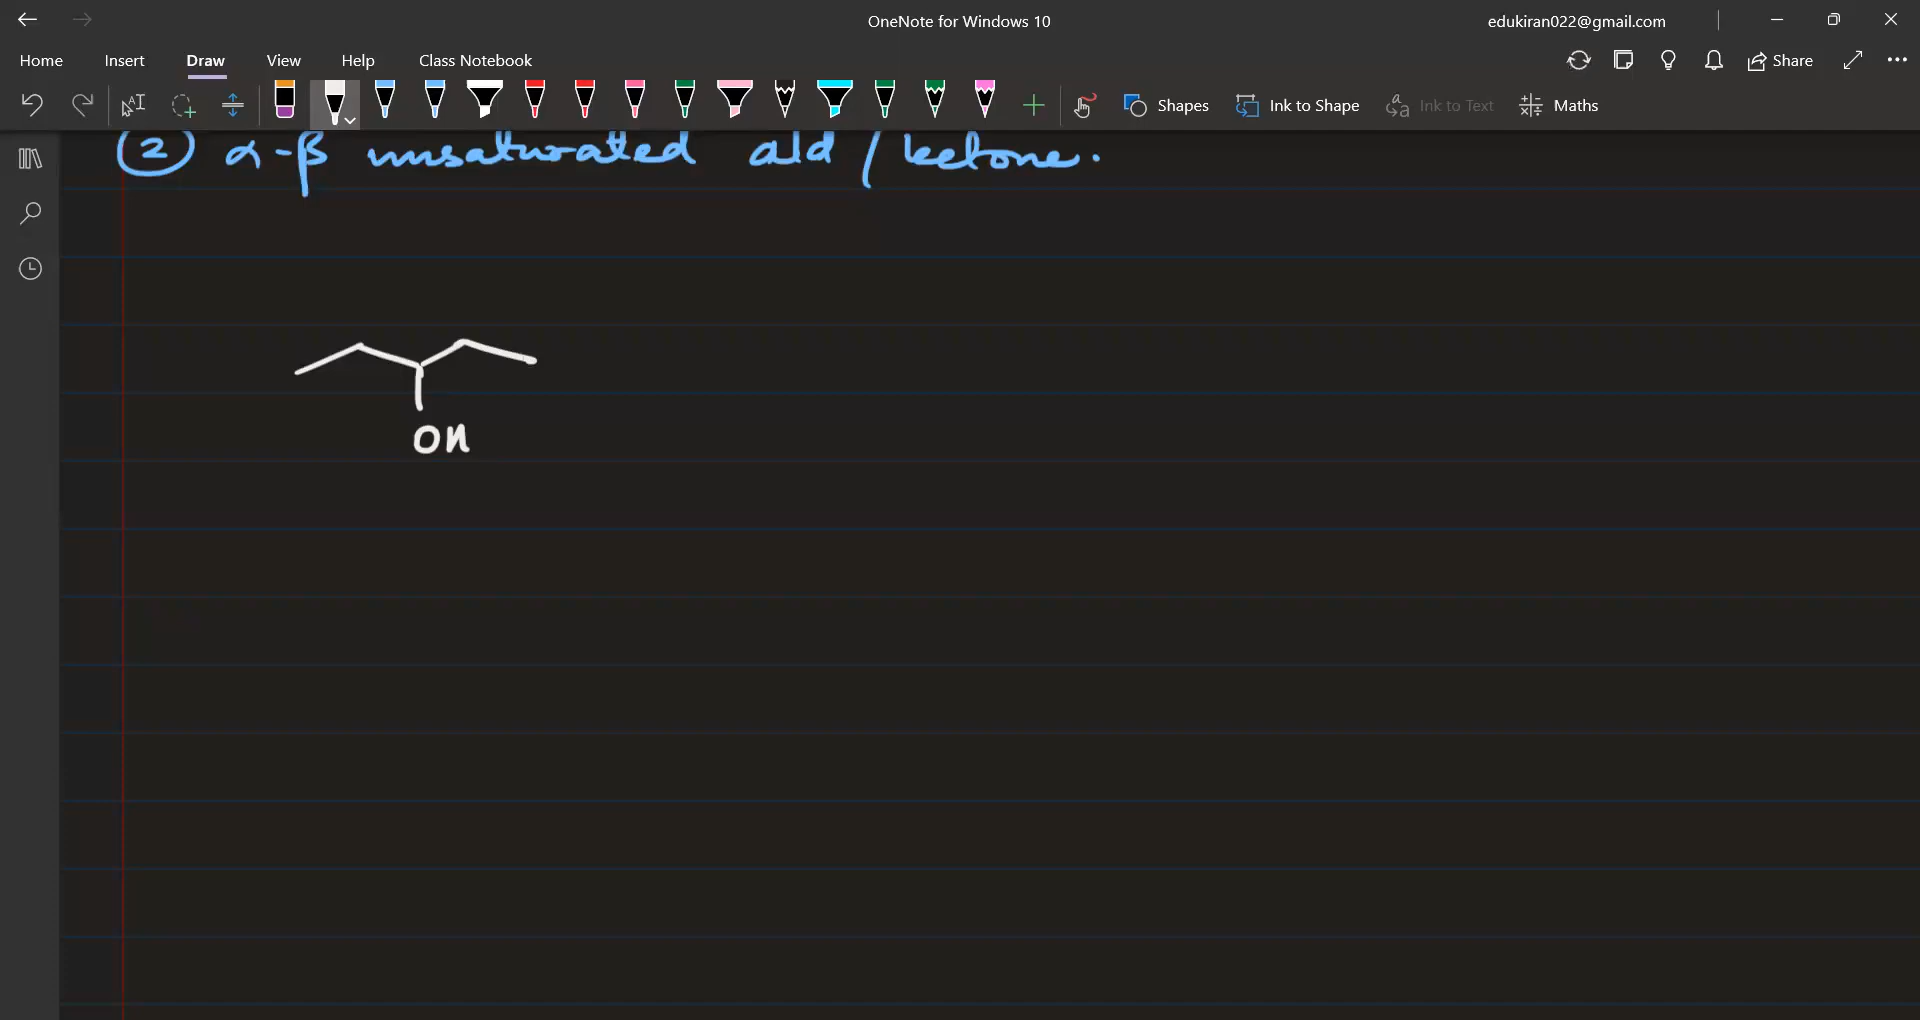 OneNote for Windows 10
edukiran022@gmail.com
Home Insert Draw View Help Class Notebook
Share
Shapes Ink to Shape Ink to Text Maths
② α-β unsaturated ald / ketone.
OH